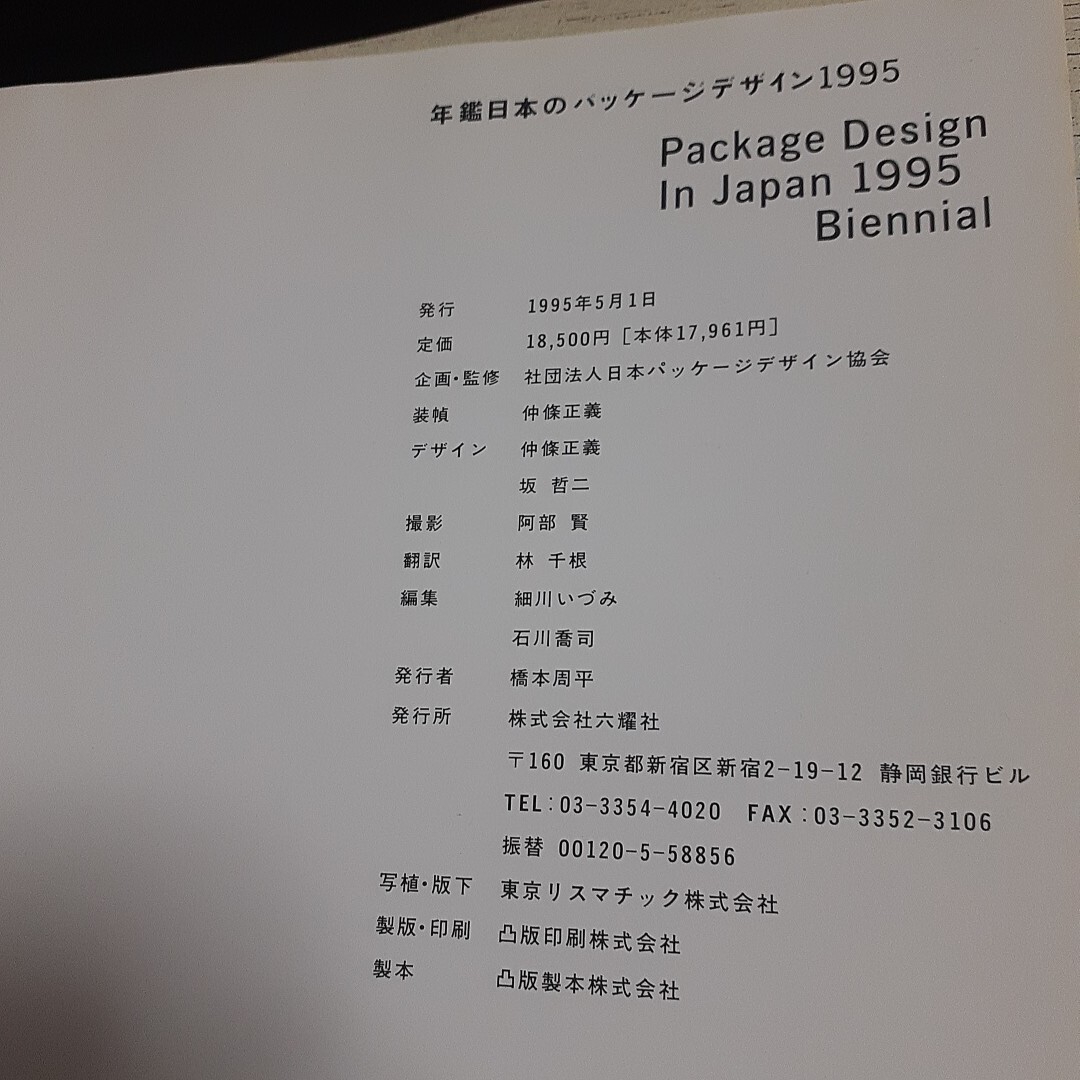 年鑑日本のパッケージデザイン1995
Package Design
In Japan 1995
Biennial
発行 1995年5月1日
定価 18,500円［本体17,961円］
企画・監修 社団法人日本パッケージデザイン協会
装幀 仲條正義
デザイン 仲條正義
坂 哲二
撮影 阿部 賢
翻訳 林 千根
編集 細川いづみ
石川喬司
発行者 橋本周平
発行所 株式会社六耀社
〒160 東京都新宿区新宿2-19-12 静岡銀行ビル
TEL:03-3354-4020 FAX:03-3352-3106
振替 00120-5-58856
写植・版下 東京リスマチック株式会社
製版・印刷 凸版印刷株式会社
製本 凸版製本株式会社